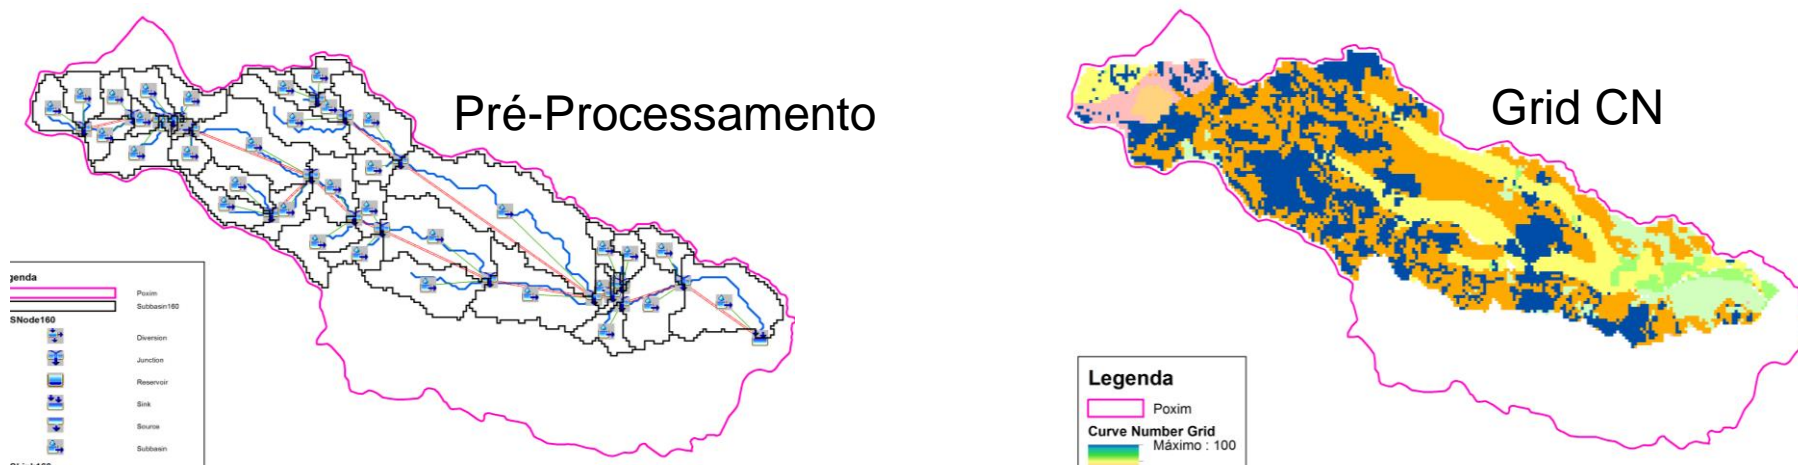 Pré-Processamento
Grid CN
genda
Poxim
Subbasin160
SNode160
Diversion
Junction
Reservoir
Sink
Source
Subbasin
Legenda
Poxim
Curve Number Grid
Máximo : 100